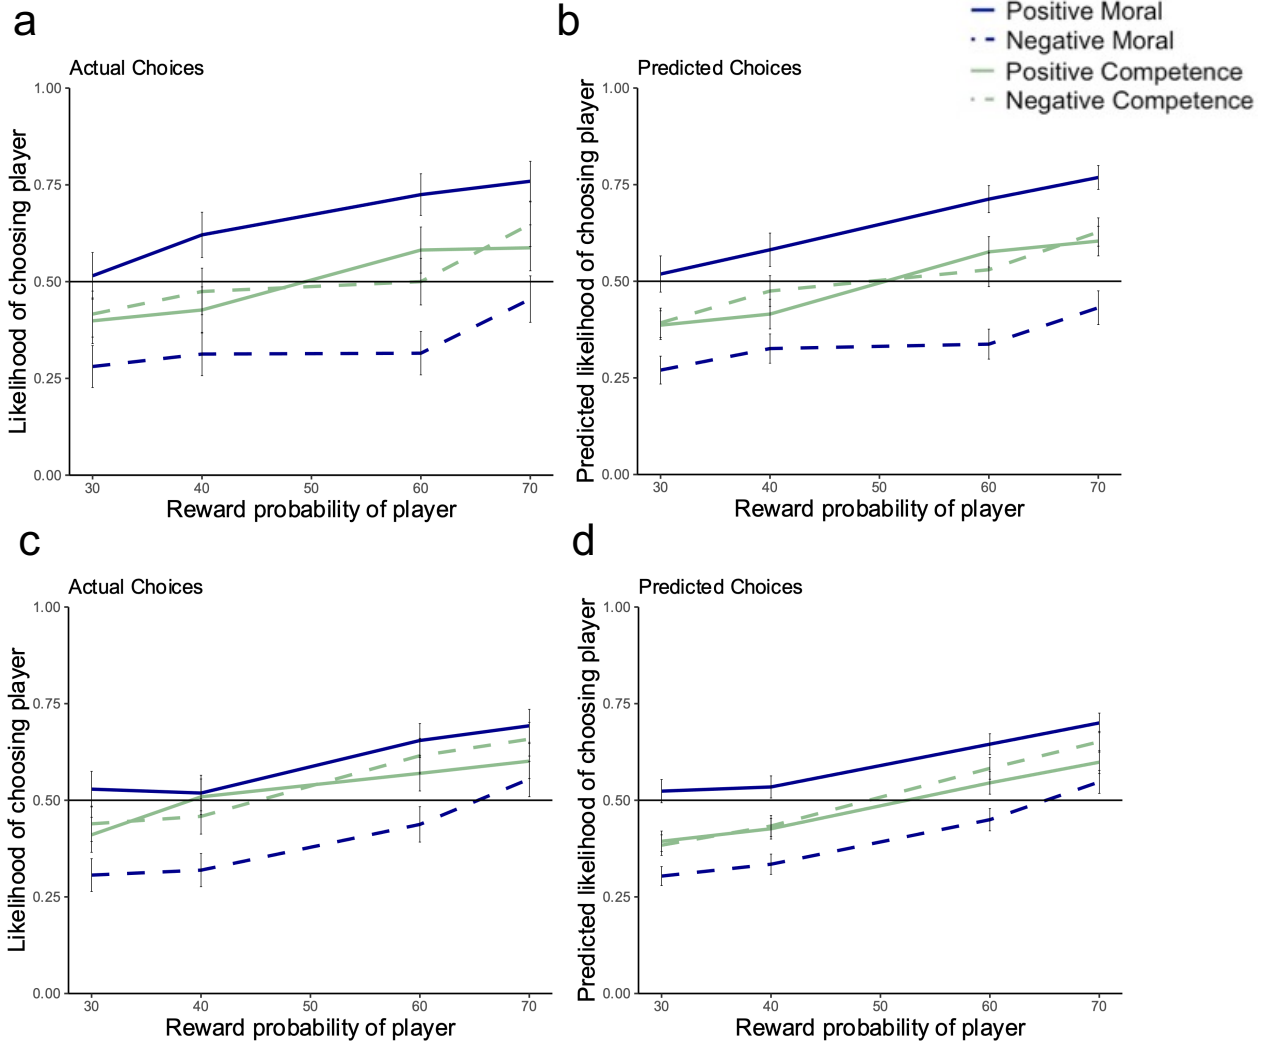 a
b
Positive Moral
Negative Moral
Positive Competence
Negative Competence
Actual Choices
Likelihood of choosing player
1.00
0.75
0.50
0.25
0.00
30 40 50 60 70
Reward probability of player
Predicted Choices
Predicted likelihood of choosing player
1.00
0.75
0.50
0.25
0.00
30 40 50 60 70
Reward probability of player
c
d
Actual Choices
Likelihood of choosing player
1.00
0.75
0.50
0.25
0.00
30 40 50 60 70
Reward probability of player
Predicted Choices
Predicted likelihood of choosing player
1.00
0.75
0.50
0.25
0.00
30 40 50 60 70
Reward probability of player